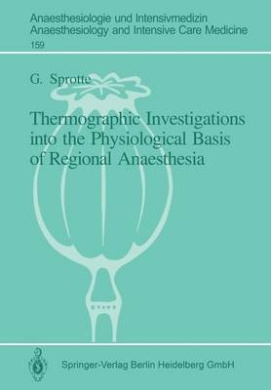 Anaesthesiologie und Intensivmedizin
Anaesthesiology and Intensive Care Medicine
159
G. Sprotte
Thermographic Investigations
into the Physiological Basis
of Regional Anaesthesia
Springer-Verlag Berlin Heidelberg GmbH